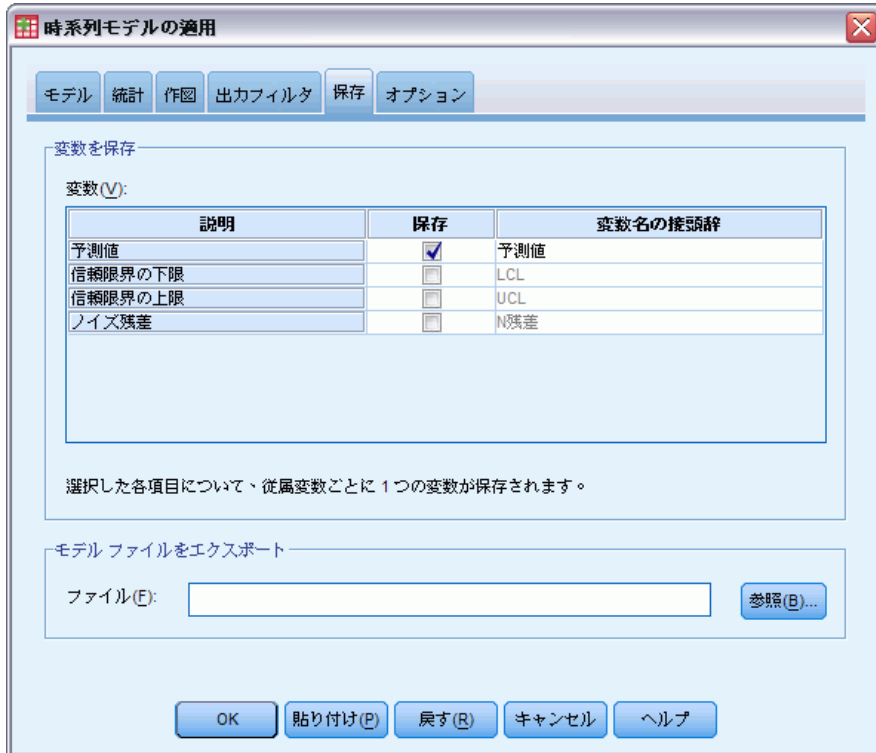 時系列モデルの適用
モデル 統計 作図 出力フィルタ 保存 オプション
変数を保存
変数(V):
説明 保存 変数名の接頭辞
予測値 予測値
信頼限界の下限 LCL
信頼限界の上限 UCL
ノイズ残差 N残差
選択した各項目について、従属変数ごとに 1 つの変数が保存されます。
モデル ファイルをエクスポート
ファイル(F): 参照(B)...
OK 貼り付け(P) 戻す(R) キャンセル ヘルプ